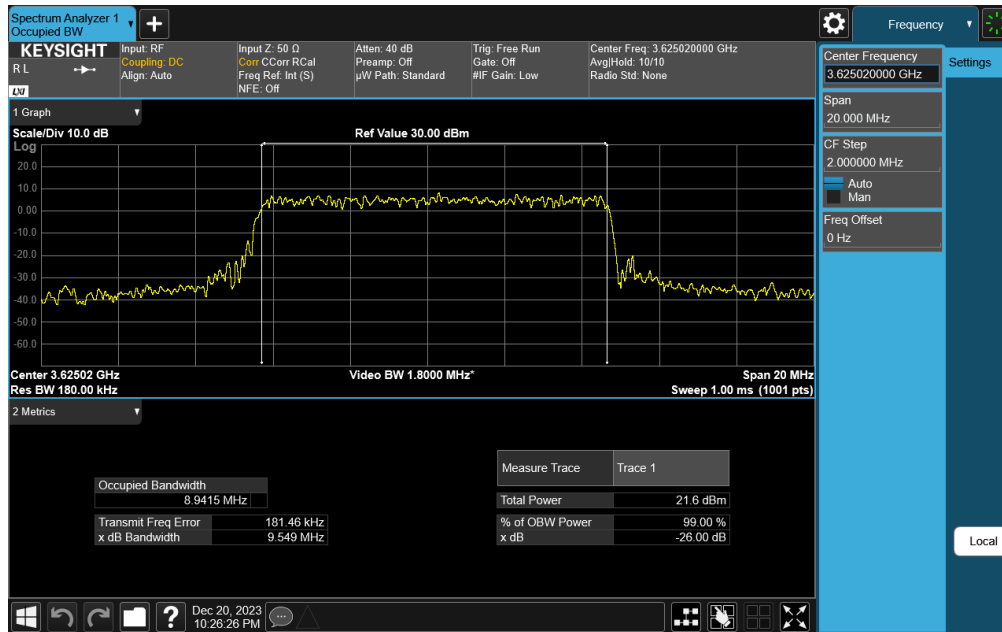 Spectrum Analyzer 1
Occupied BW
Frequency
KEYSIGHT
R L
LXI
Input: RF
Coupling: DC
Align: Auto
Input Z: 50 Ω
Corr CCorr RCal
Freq Ref: Int (S)
NFE: Off
Atten: 40 dB
Preamp: Off
µW Path: Standard
Trig: Free Run
Gate: Off
#IF Gain: Low
Center Freq: 3.625020000 GHz
Avg|Hold: 10/10
Radio Std: None
Center Frequency
3.625020000 GHz
Settings
Span
20.000 MHz
CF Step
2.000000 MHz
Auto
Man
Freq Offset
0 Hz
1 Graph
Scale/Div 10.0 dB
Ref Value 30.00 dBm
Log
20.0
10.0
0.00
-10.0
-20.0
-30.0
-40.0
-50.0
-60.0
Center 3.62502 GHz
Video BW 1.8000 MHz*
Span 20 MHz
Res BW 180.00 kHz
Sweep 1.00 ms (1001 pts)
2 Metrics
Measure Trace
Trace 1
Occupied Bandwidth
8.9415 MHz
Total Power
21.6 dBm
Transmit Freq Error
181.46 kHz
% of OBW Power
99.00 %
x dB Bandwidth
9.549 MHz
x dB
-26.00 dB
Local
?
Dec 20, 2023
10:26:26 PM